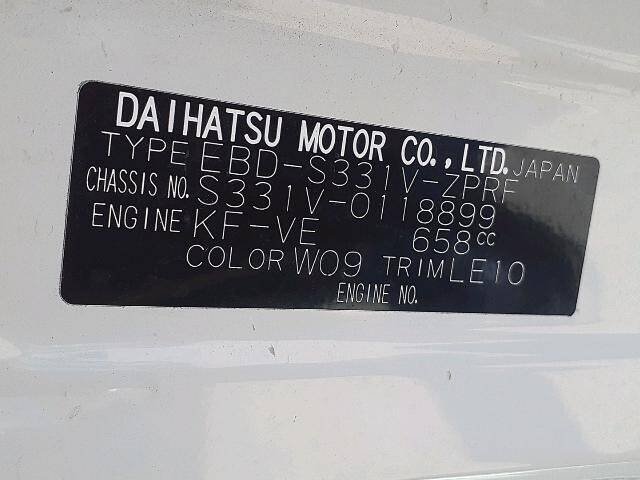 DAIHATSU MOTOR CO., LTD. JAPAN
TYPE EBD-S331V-ZPRF
CHASSIS NO. S331V-0118899
ENGINE KF-VE 658cc
COLOR W09 TRIM LE10
ENGINE NO.